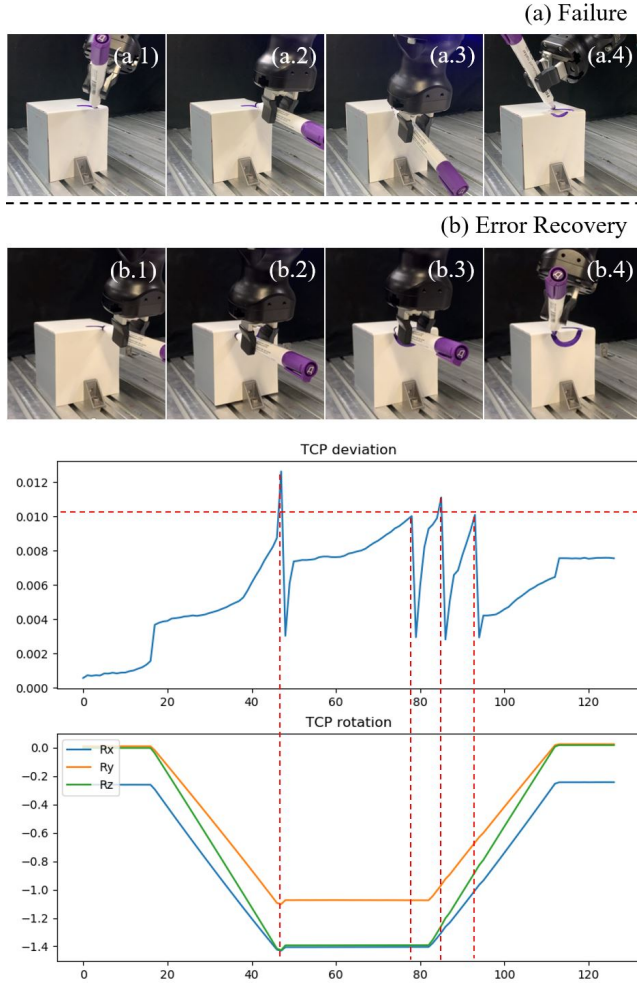 (a) Failure
(a.1)
(a.2)
(a.3)
(a.4)
(b) Error Recovery
(b.1)
(b.2)
(b.3)
(b.4)
TCP deviation
0.012
0.010
0.008
0.006
0.004
0.002
0.000
0 20 40 60 80 100 120
TCP rotation
Rx
Ry
Rz
0.0
−0.2
−0.4
−0.6
−0.8
−1.0
−1.2
−1.4
0 20 40 60 80 100 120